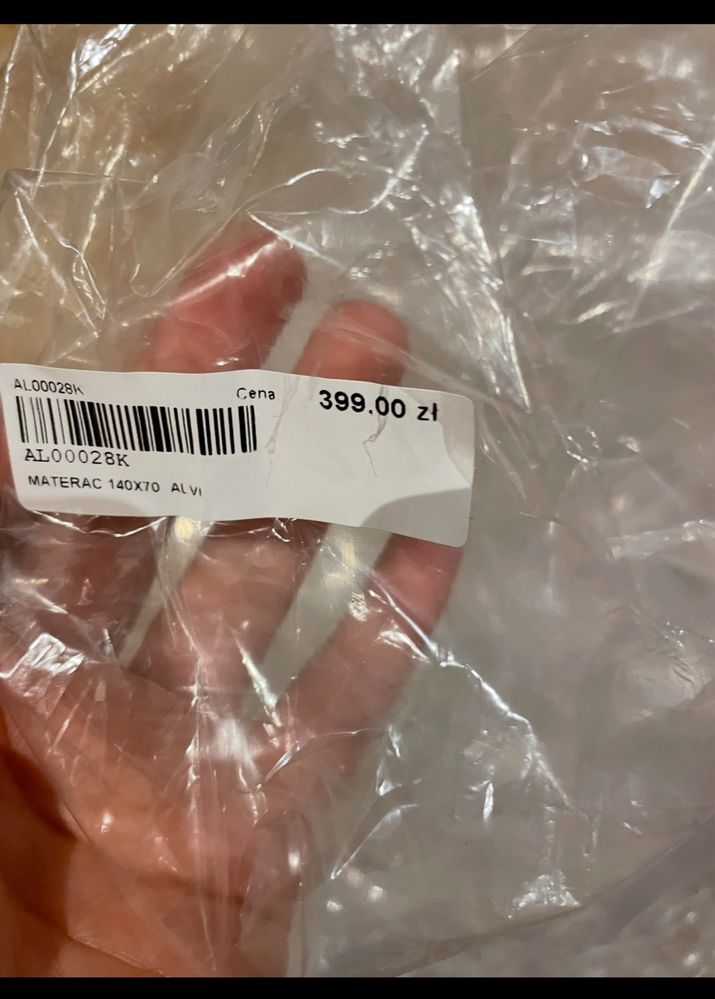 AL00028K
Cena 399.00 zł
AL00028K
MATERAC 140X70 ALVI